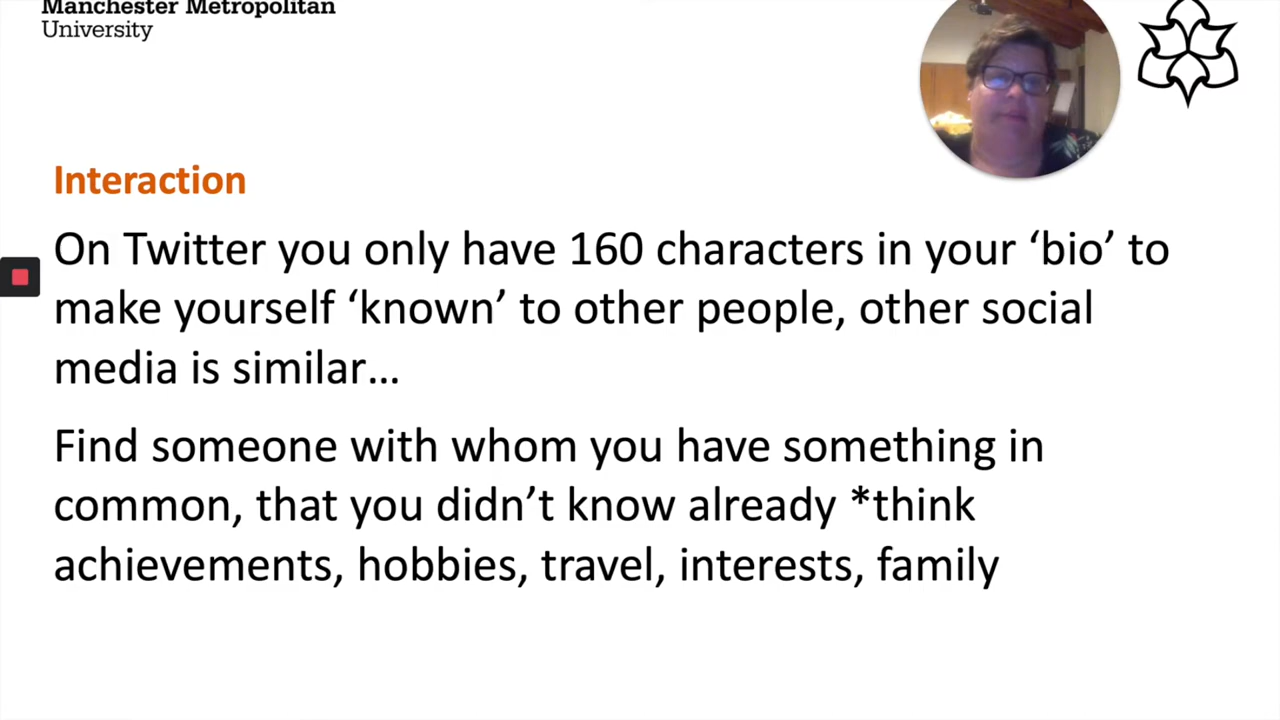 Manchester Metropolitan
University
Interaction
On Twitter you only have 160 characters in your ‘bio’ to
make yourself ‘known’ to other people, other social
media is similar…
Find someone with whom you have something in
common, that you didn’t know already *think
achievements, hobbies, travel, interests, family